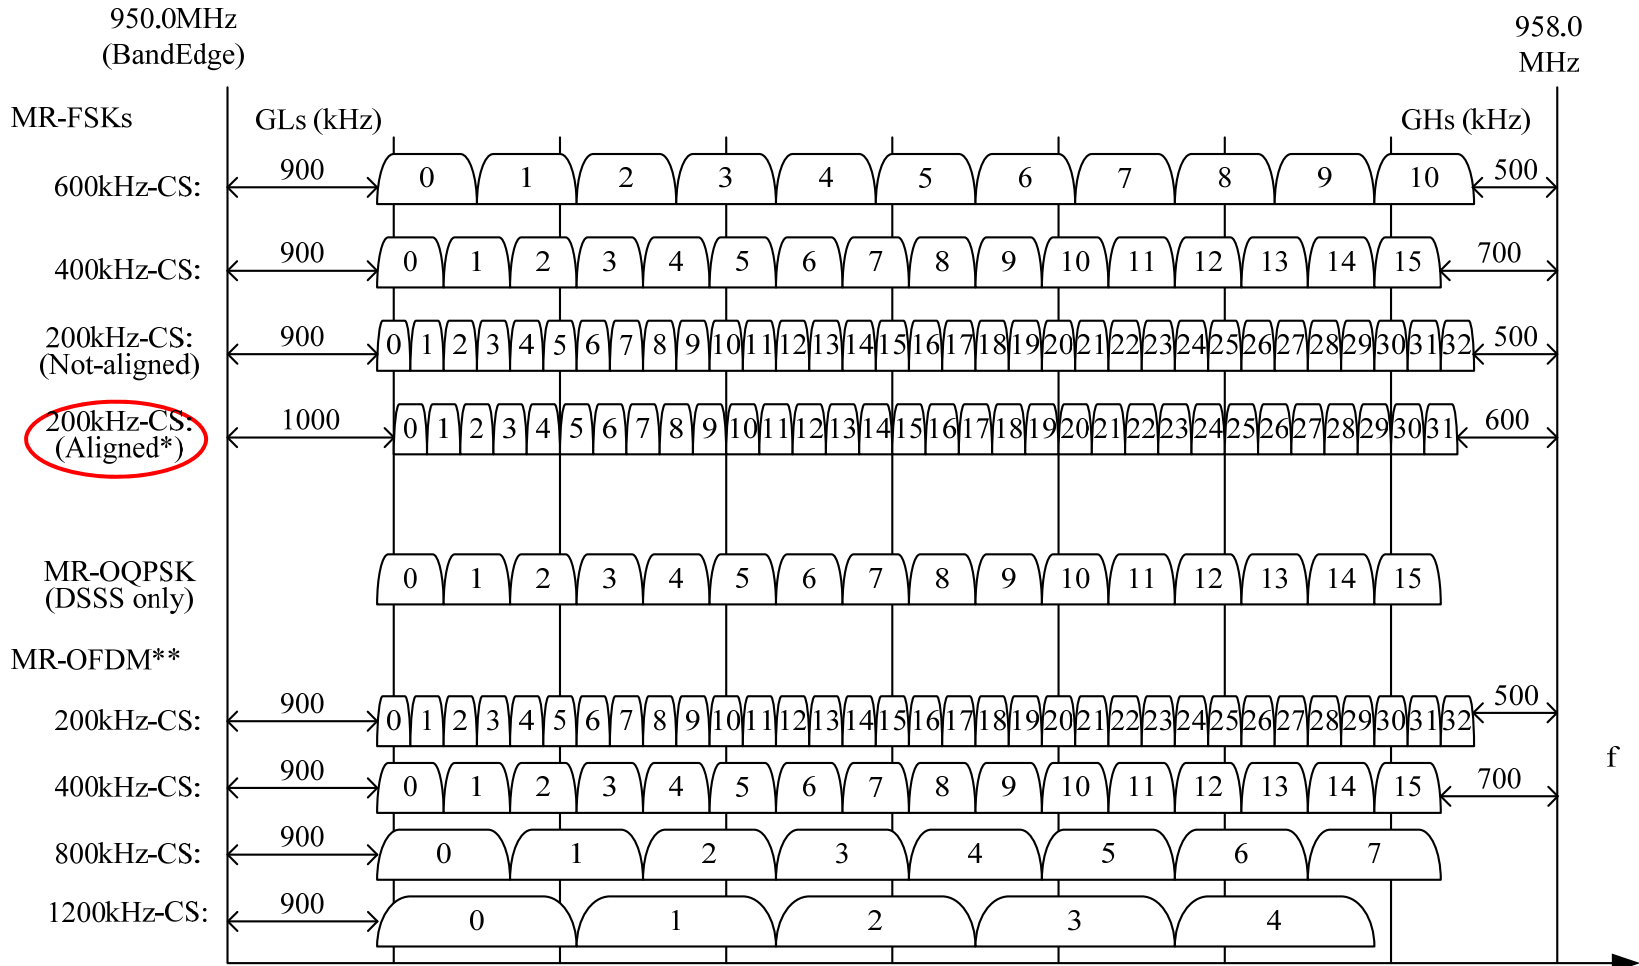 950.0MHz
(BandEdge)
958.0
MHz
MR-FSKs
GLs (kHz)
GHs (kHz)
600kHz-CS:
900
0 1 2 3 4 5 6 7 8 9 10
500
400kHz-CS:
900
0 1 2 3 4 5 6 7 8 9 10 11 12 13 14 15
700
200kHz-CS:
(Not-aligned)
900
0 1 2 3 4 5 6 7 8 9 10 11 12 13 14 15 16 17 18 19 20 21 22 23 24 25 26 27 28 29 30 31 32
500
200kHz-CS:
(Aligned*)
1000
0 1 2 3 4 5 6 7 8 9 10 11 12 13 14 15 16 17 18 19 20 21 22 23 24 25 26 27 28 29 30 31
600
MR-OQPSK
(DSSS only)
0 1 2 3 4 5 6 7 8 9 10 11 12 13 14 15
MR-OFDM**
200kHz-CS:
900
0 1 2 3 4 5 6 7 8 9 10 11 12 13 14 15 16 17 18 19 20 21 22 23 24 25 26 27 28 29 30 31 32
500
f
400kHz-CS:
900
0 1 2 3 4 5 6 7 8 9 10 11 12 13 14 15
700
800kHz-CS:
900
0 1 2 3 4 5 6 7
1200kHz-CS:
900
0 1 2 3 4